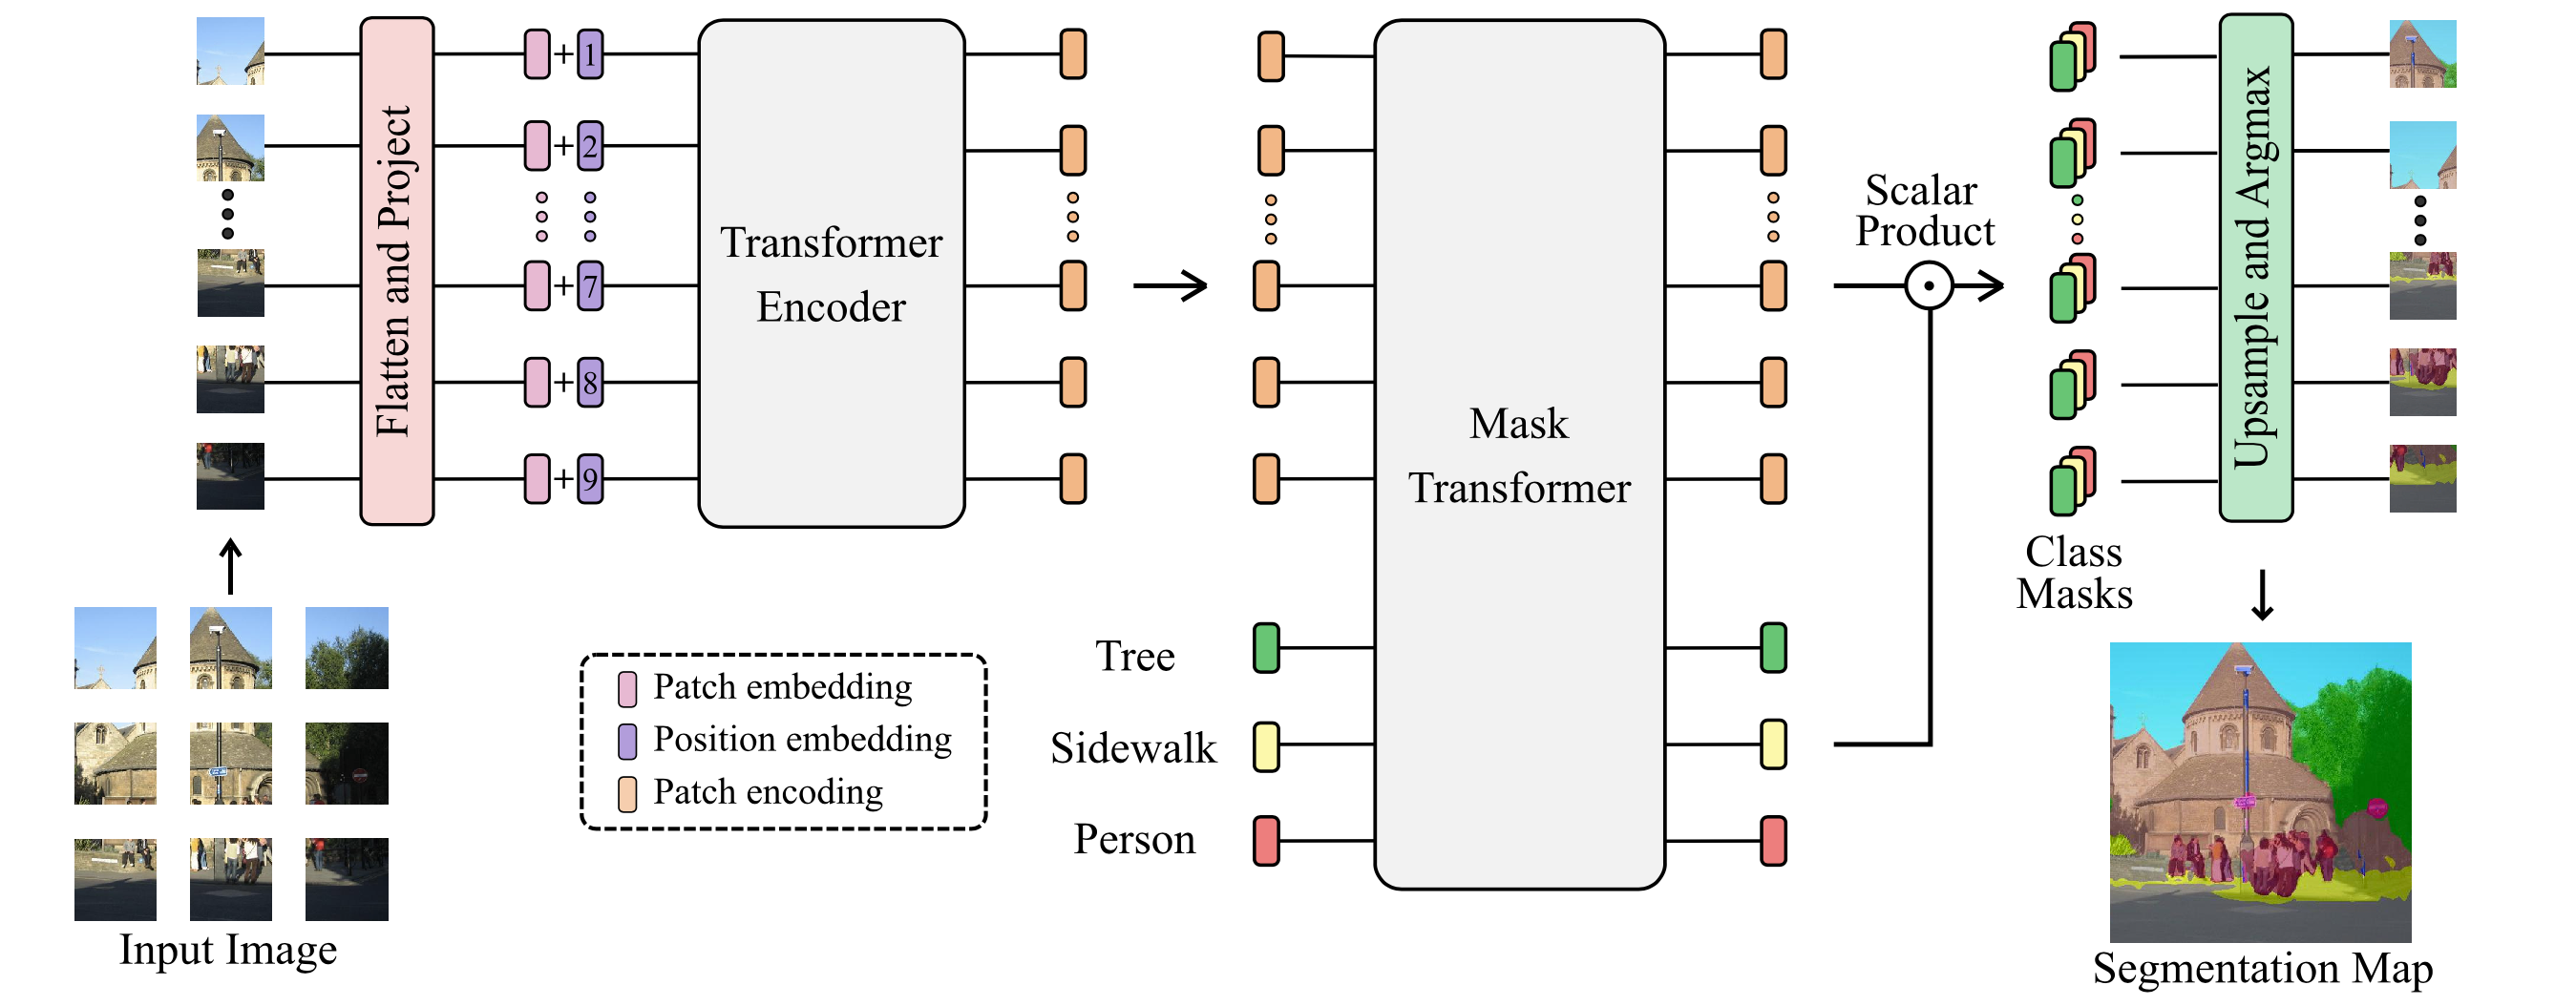 Flatten and Project
+1
+2
+7
+8
+9
Transformer
Encoder
Mask
Transformer
Scalar
Product
Class
Masks
Upsample and Argmax
Tree
Sidewalk
Person
Patch embedding
Position embedding
Patch encoding
Input Image
Segmentation Map